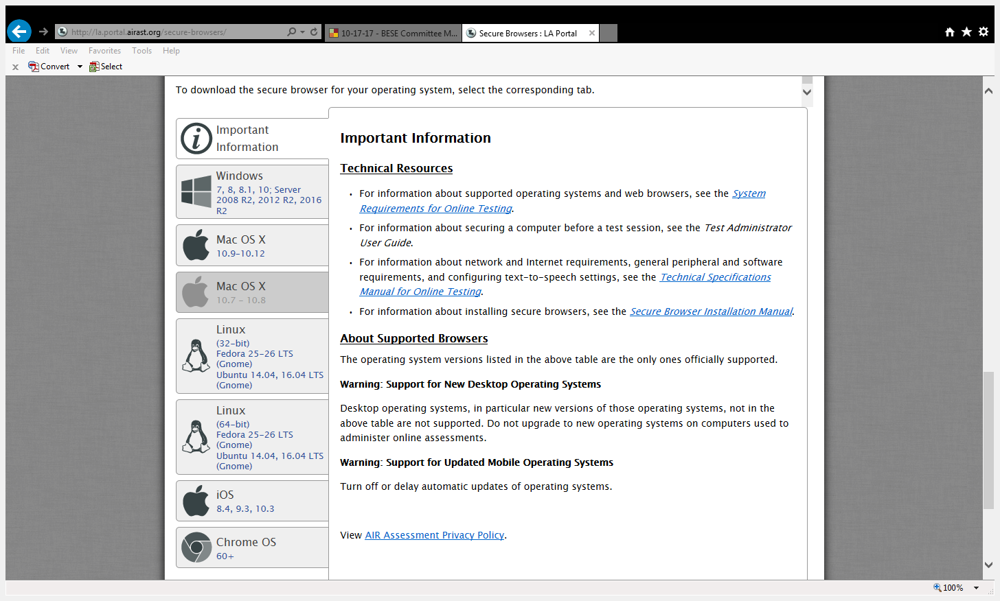 http://la.portal.airast.org/secure-browsers/
10-17-17 - BESE Committee M...
Secure Browsers : LA Portal
File Edit View Favorites Tools Help
x Convert Select
To download the secure browser for your operating system, select the corresponding tab.
Important
Information
Windows
7, 8, 8.1, 10; Server
2008 R2, 2012 R2, 2016
R2
Mac OS X
10.9-10.12
Mac OS X
10.7 - 10.8
Linux
(32-bit)
Fedora 25-26 LTS
(Gnome)
Ubuntu 14.04, 16.04 LTS
(Gnome)
Linux
(64-bit)
Fedora 25-26 LTS
(Gnome)
Ubuntu 14.04, 16.04 LTS
(Gnome)
iOS
8.4, 9.3, 10.3
Chrome OS
60+
Important Information
Technical Resources
• For information about supported operating systems and web browsers, see the System
Requirements for Online Testing.
• For information about securing a computer before a test session, see the Test Administrator
User Guide.
• For information about network and Internet requirements, general peripheral and software
requirements, and configuring text-to-speech settings, see the Technical Specifications
Manual for Online Testing.
• For information about installing secure browsers, see the Secure Browser Installation Manual.
About Supported Browsers
The operating system versions listed in the above table are the only ones officially supported.
Warning: Support for New Desktop Operating Systems
Desktop operating systems, in particular new versions of those operating systems, not in the
above table are not supported. Do not upgrade to new operating systems on computers used to
administer online assessments.
Warning: Support for Updated Mobile Operating Systems
Turn off or delay automatic updates of operating systems.
View AIR Assessment Privacy Policy.
100%